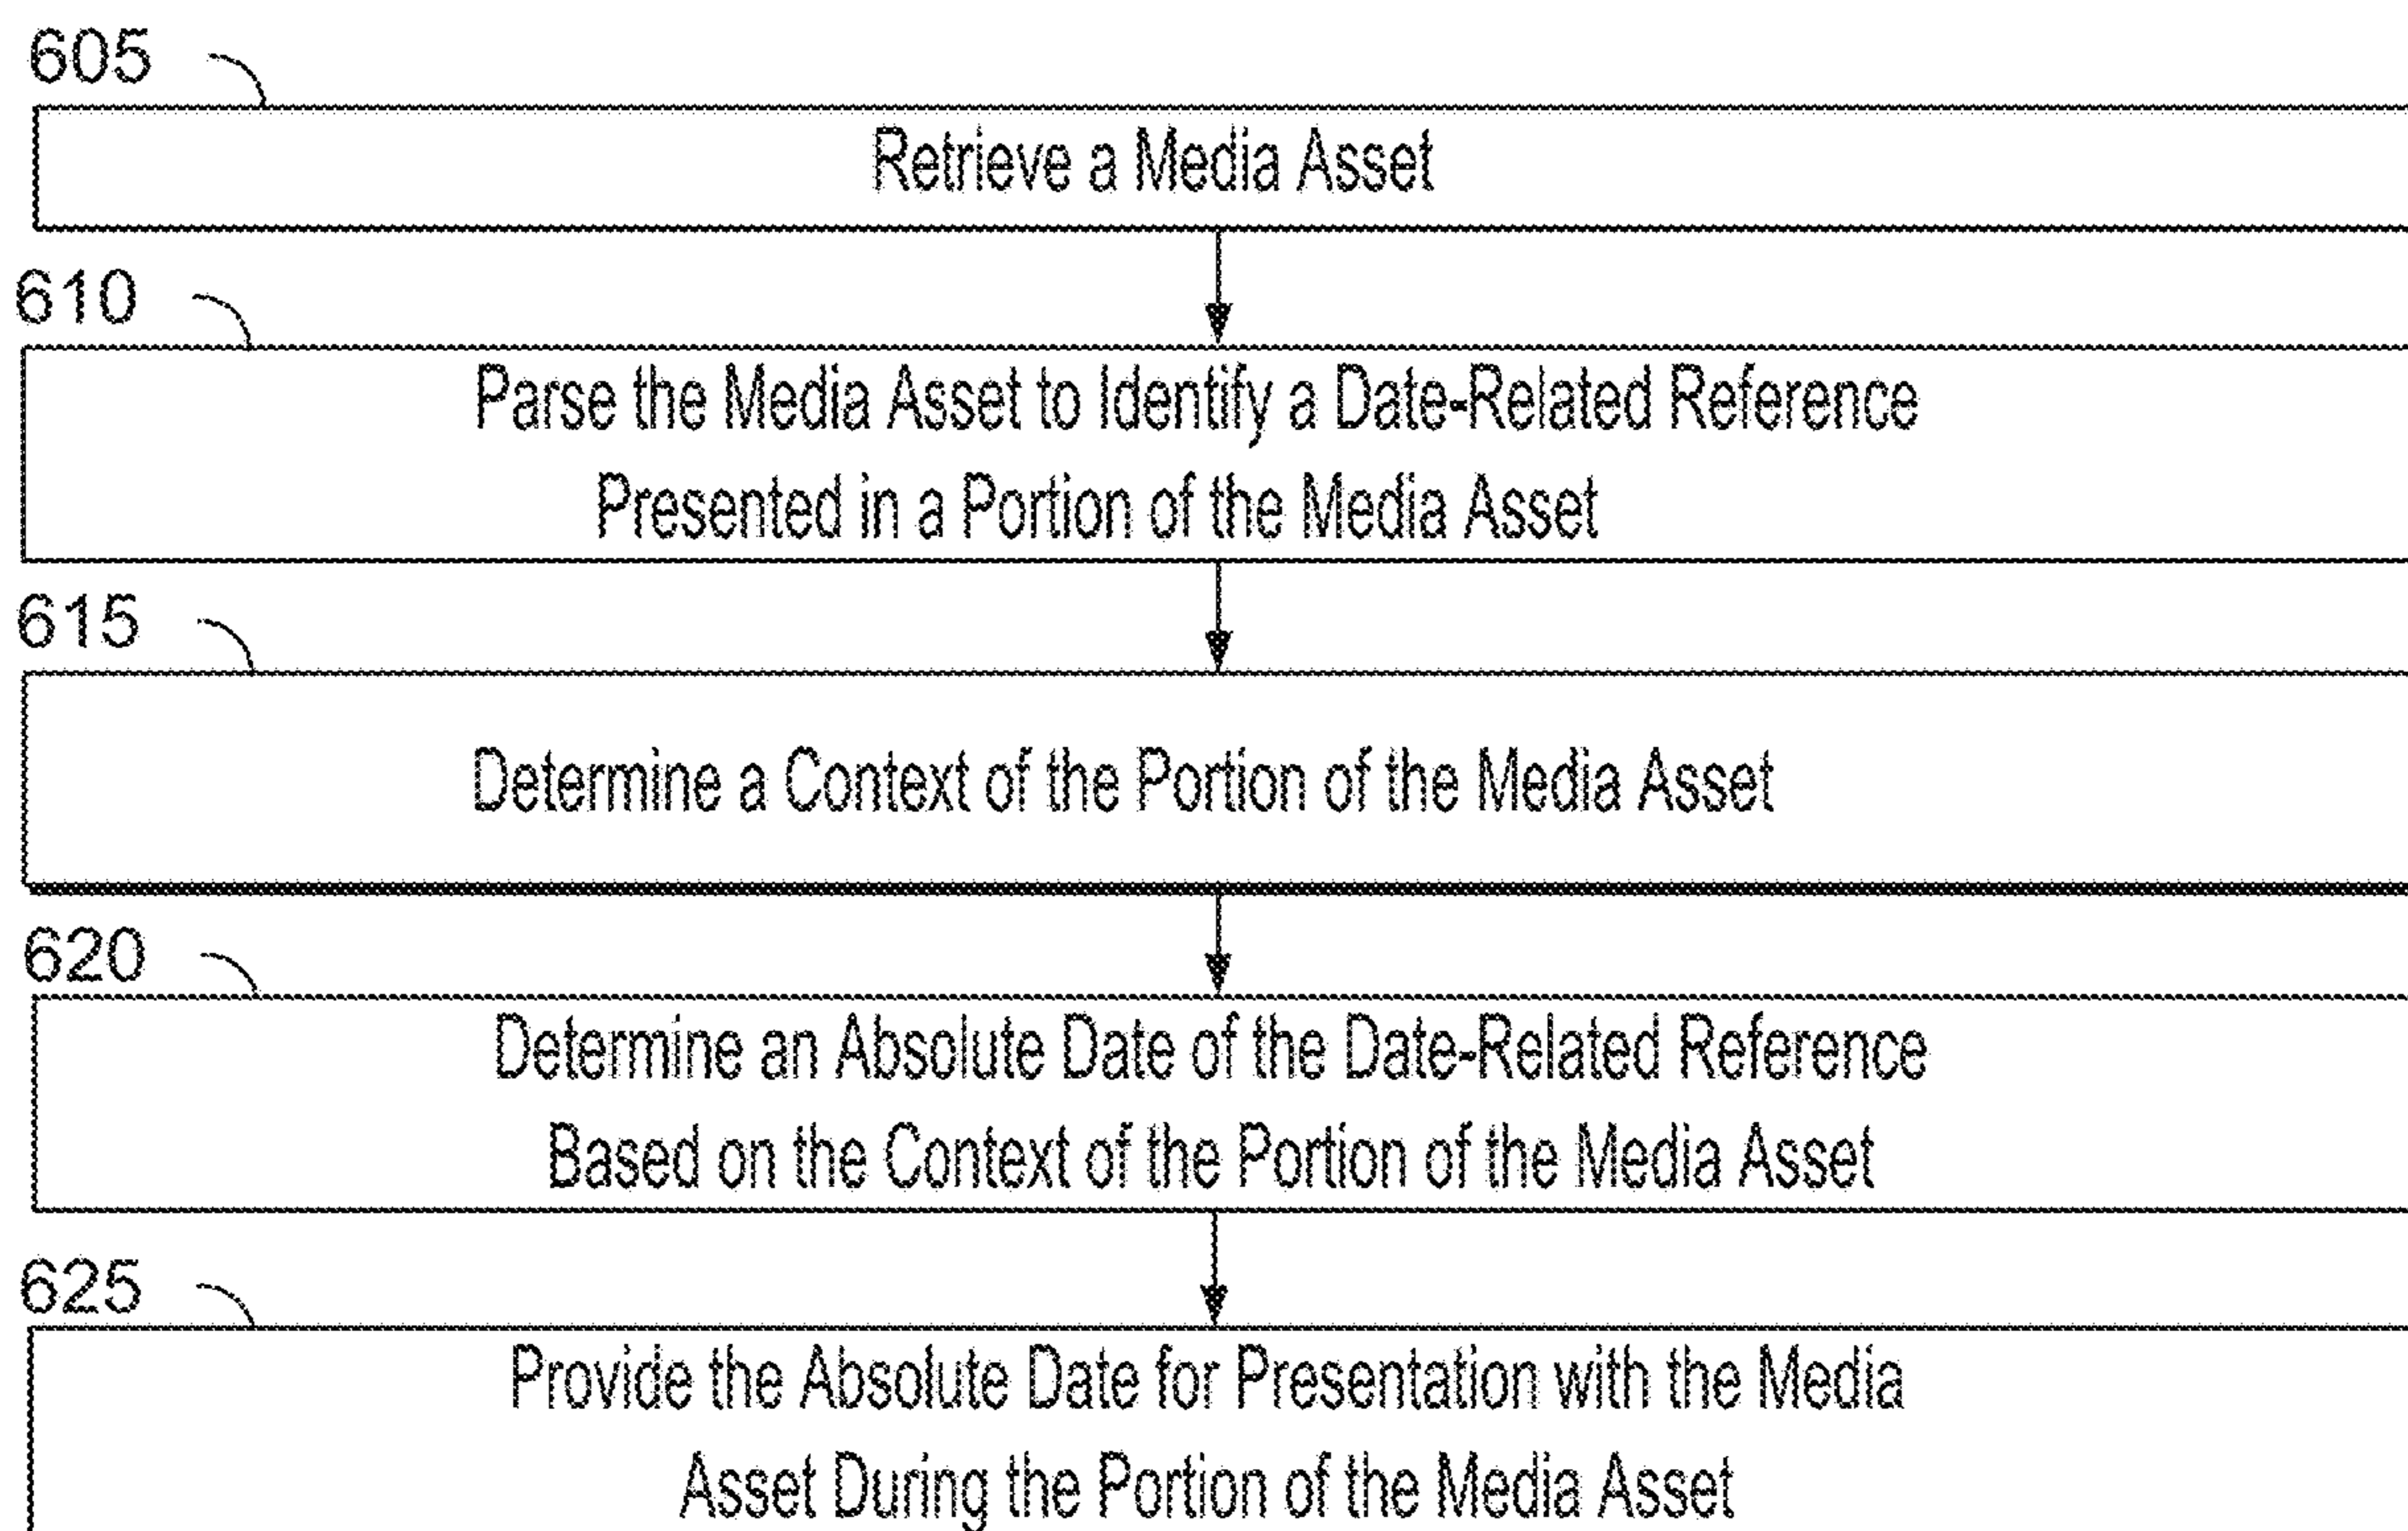 605
Retrieve a Media Asset
610
Parse the Media Asset to Identify a Date-Related Reference
Presented in a Portion of the Media Asset
615
Determine a Context of the Portion of the Media Asset
620
Determine an Absolute Date of the Date-Related Reference
Based on the Context of the Portion of the Media Asset
625
Provide the Absolute Date for Presentation with the Media
Asset During the Portion of the Media Asset